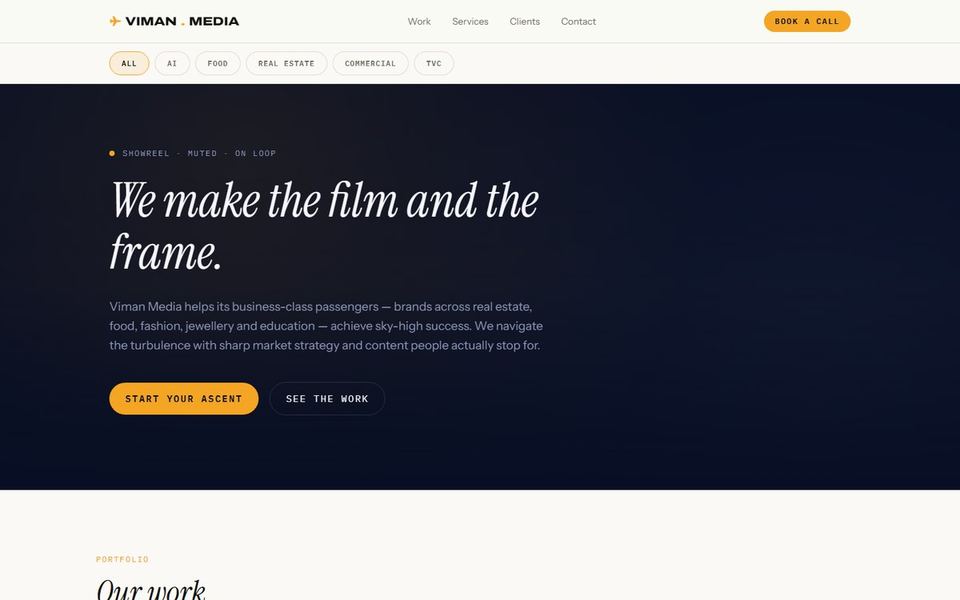 VIMAN . MEDIA
Work Services Clients Contact
BOOK A CALL
ALL AI FOOD REAL ESTATE COMMERCIAL TVC
SHOWREEL · MUTED · ON LOOP
We make the film and the
frame.
Viman Media helps its business-class passengers — brands across real estate,
food, fashion, jewellery and education — achieve sky-high success. We navigate
the turbulence with sharp market strategy and content people actually stop for.
START YOUR ASCENT SEE THE WORK
PORTFOLIO
Our work